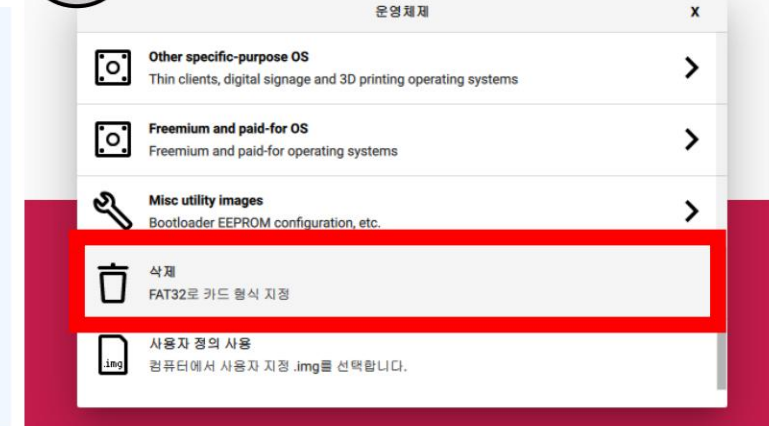 운영체제
X
Other specific-purpose OS
Thin clients, digital signage and 3D printing operating systems
Freemium and paid-for OS
Freemium and paid-for operating systems
Misc utility images
Bootloader EEPROM configuration, etc.
삭제
FAT32로 카드 형식 지정
사용자 정의 사용
.img
컴퓨터에서 사용자 지정 .img를 선택합니다.